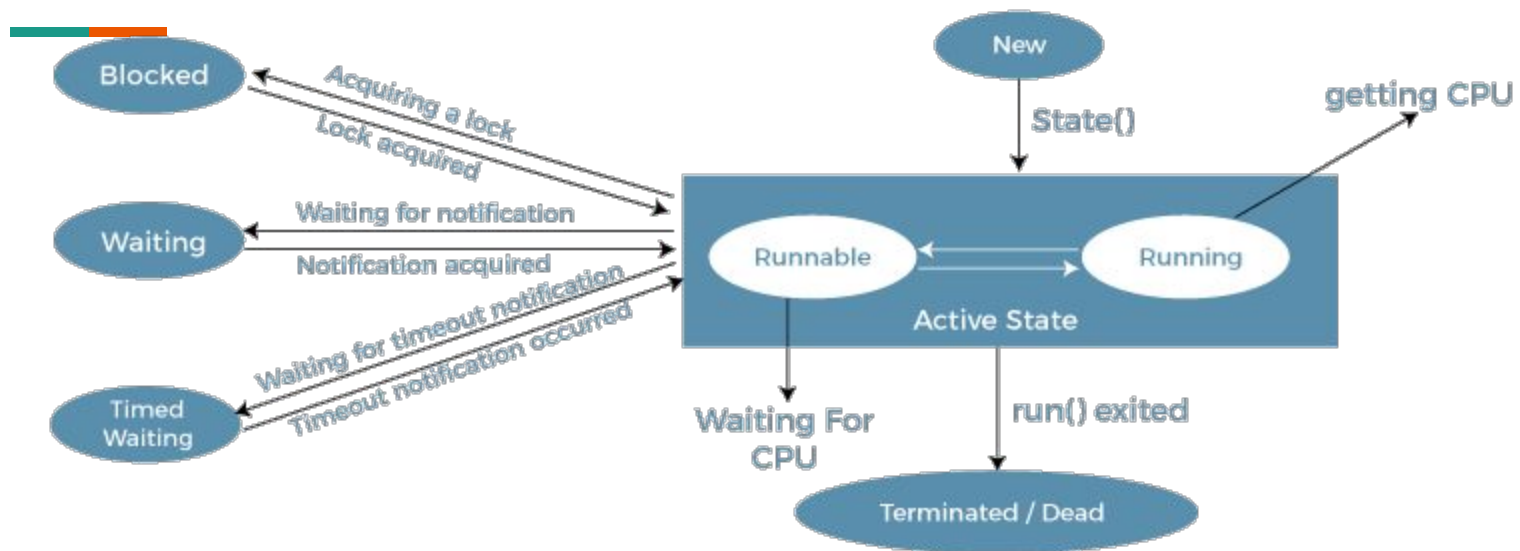 New
Blocked
Acquiring a lock
Lock acquired
State()
getting CPU
Waiting
Waiting for notification
Notification acquired
Runnable
Running
Active State
Waiting for timeout notification
Timeout notification occurred
Timed
Waiting
Waiting For
CPU
run() exited
Terminated / Dead